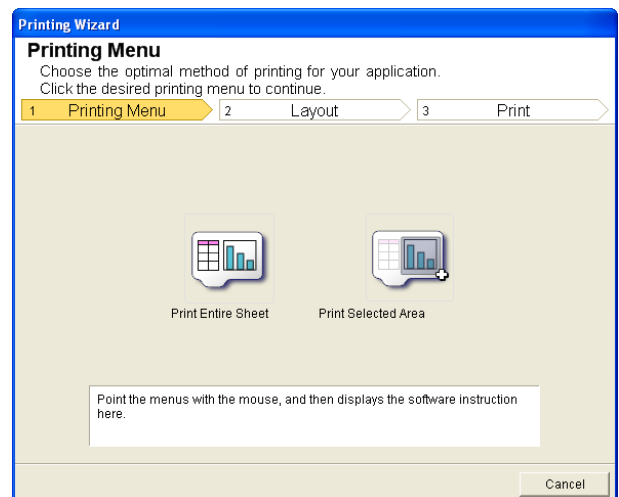 Printing Wizard
Printing Menu
Choose the optimal method of printing for your application.
Click the desired printing menu to continue.
1 Printing Menu 2 Layout 3 Print
Print Entire Sheet Print Selected Area
Point the menus with the mouse, and then displays the software instruction
here.
Cancel